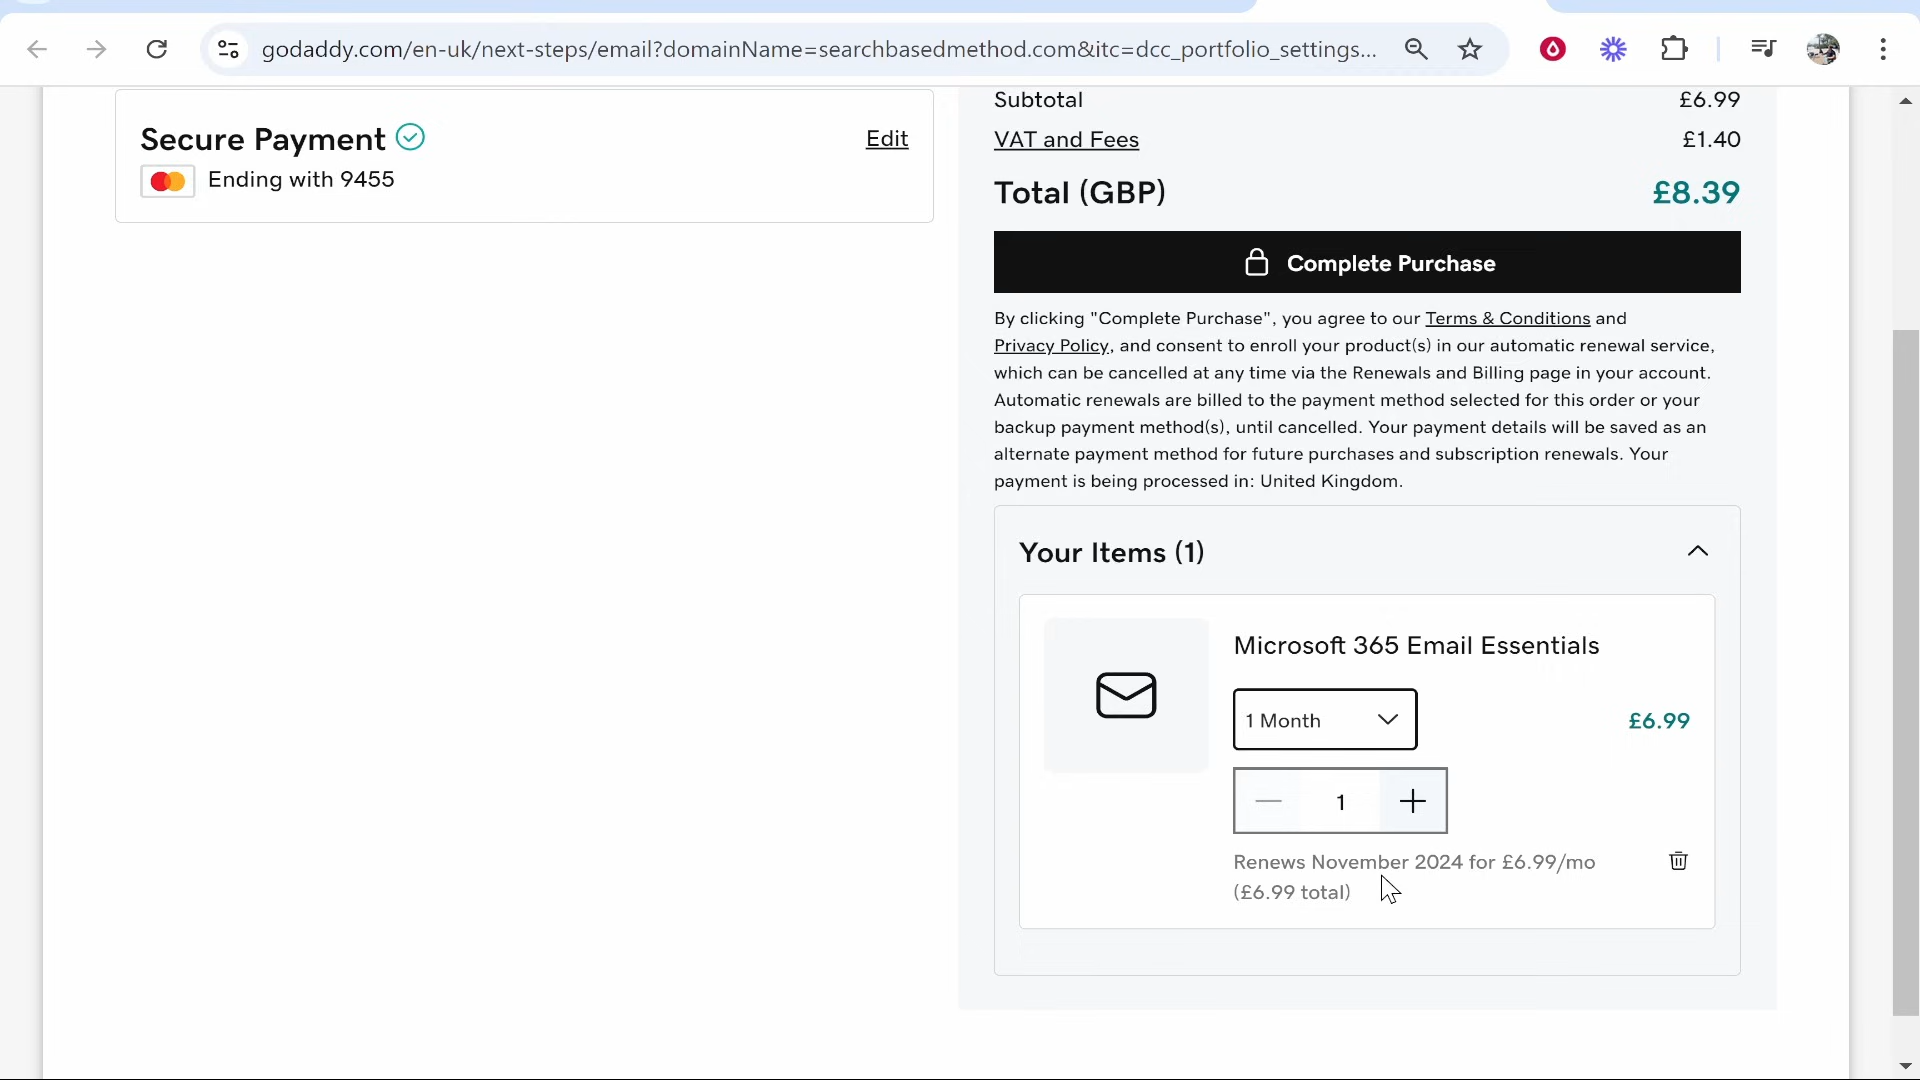 godaddy.com/en-uk/next-steps/email?domainName=searchbasedmethod.com&itc=dcc_portfolio_settings...
Secure Payment
Edit
Ending with 9455
Subtotal
£6.99
VAT and Fees
£1.40
Total (GBP)
£8.39
Complete Purchase
By clicking "Complete Purchase", you agree to our Terms & Conditions and
Privacy Policy, and consent to enroll your product(s) in our automatic renewal service,
which can be cancelled at any time via the Renewals and Billing page in your account.
Automatic renewals are billed to the payment method selected for this order or your
backup payment method(s), until cancelled. Your payment details will be saved as an
alternate payment method for future purchases and subscription renewals. Your
payment is being processed in: United Kingdom.
Your Items (1)
Microsoft 365 Email Essentials
1 Month
£6.99
1
Renews November 2024 for £6.99/mo
(£6.99 total)